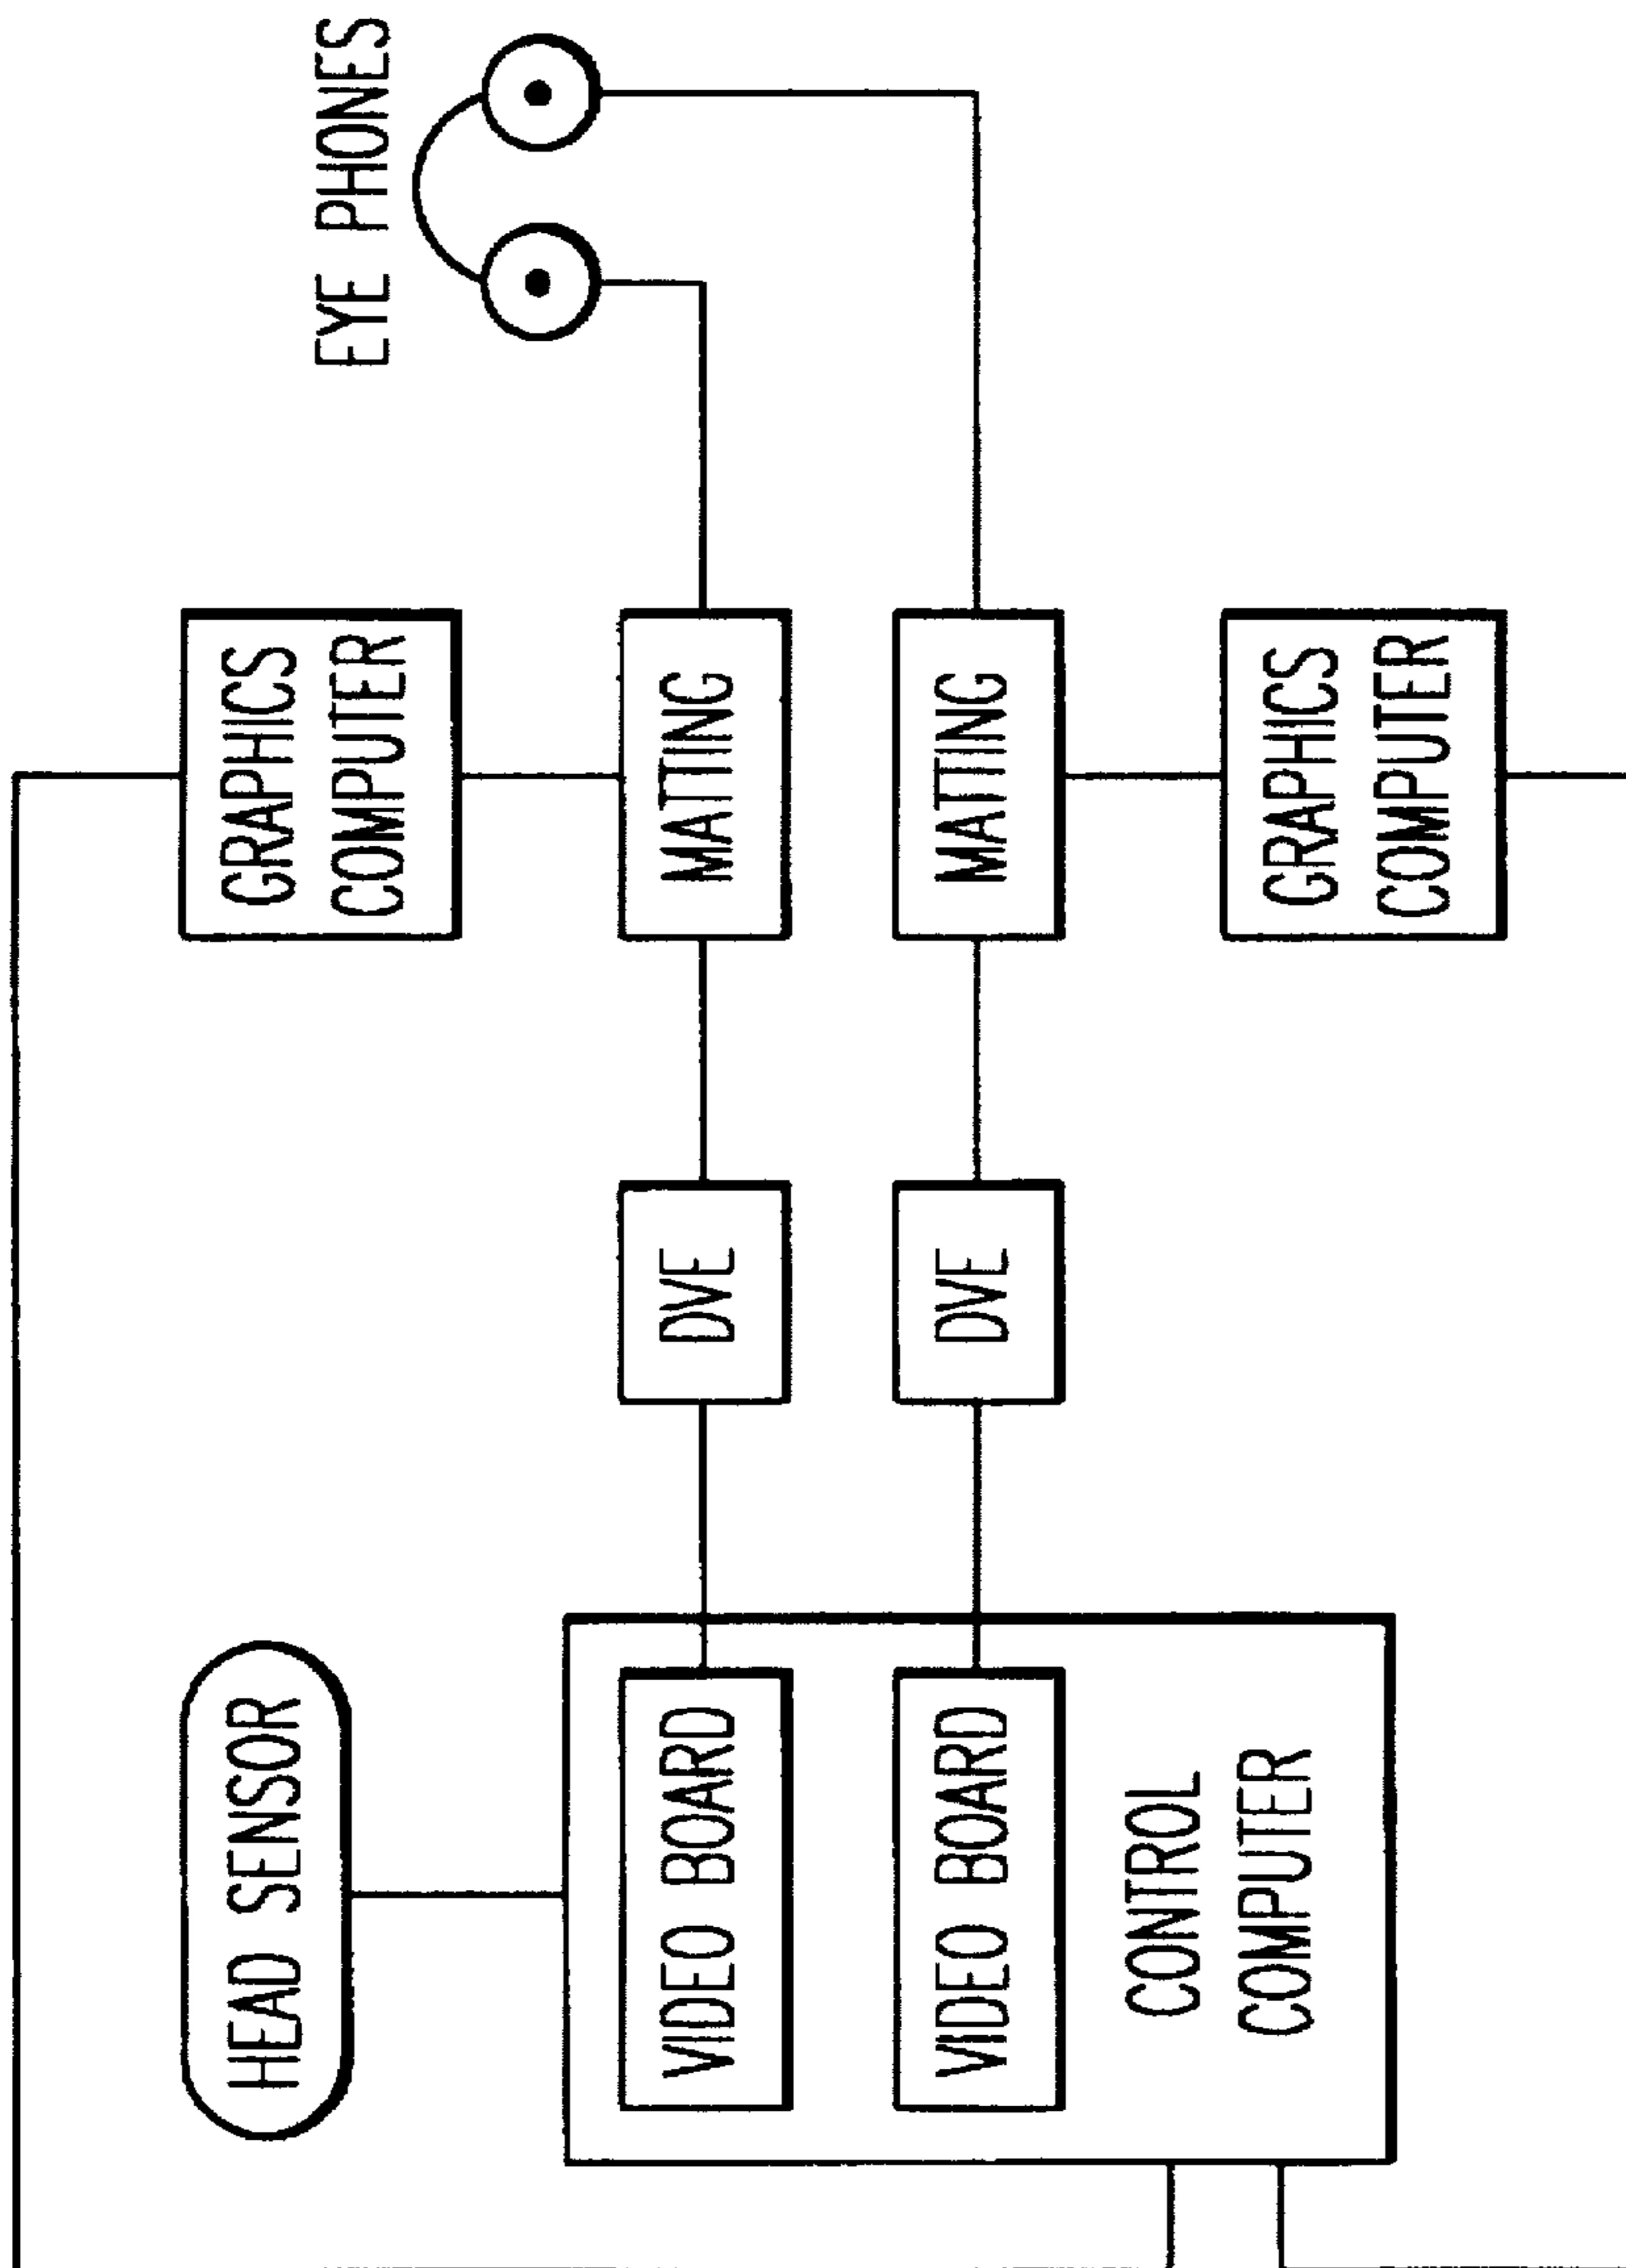 EYE PHONES
GRAPHICS
COMPUTER
MATTING
MATTING
GRAPHICS
COMPUTER
DVE
DVE
HEAD SENSOR
VIDEO BOARD
VIDEO BOARD
CONTROL
COMPUTER